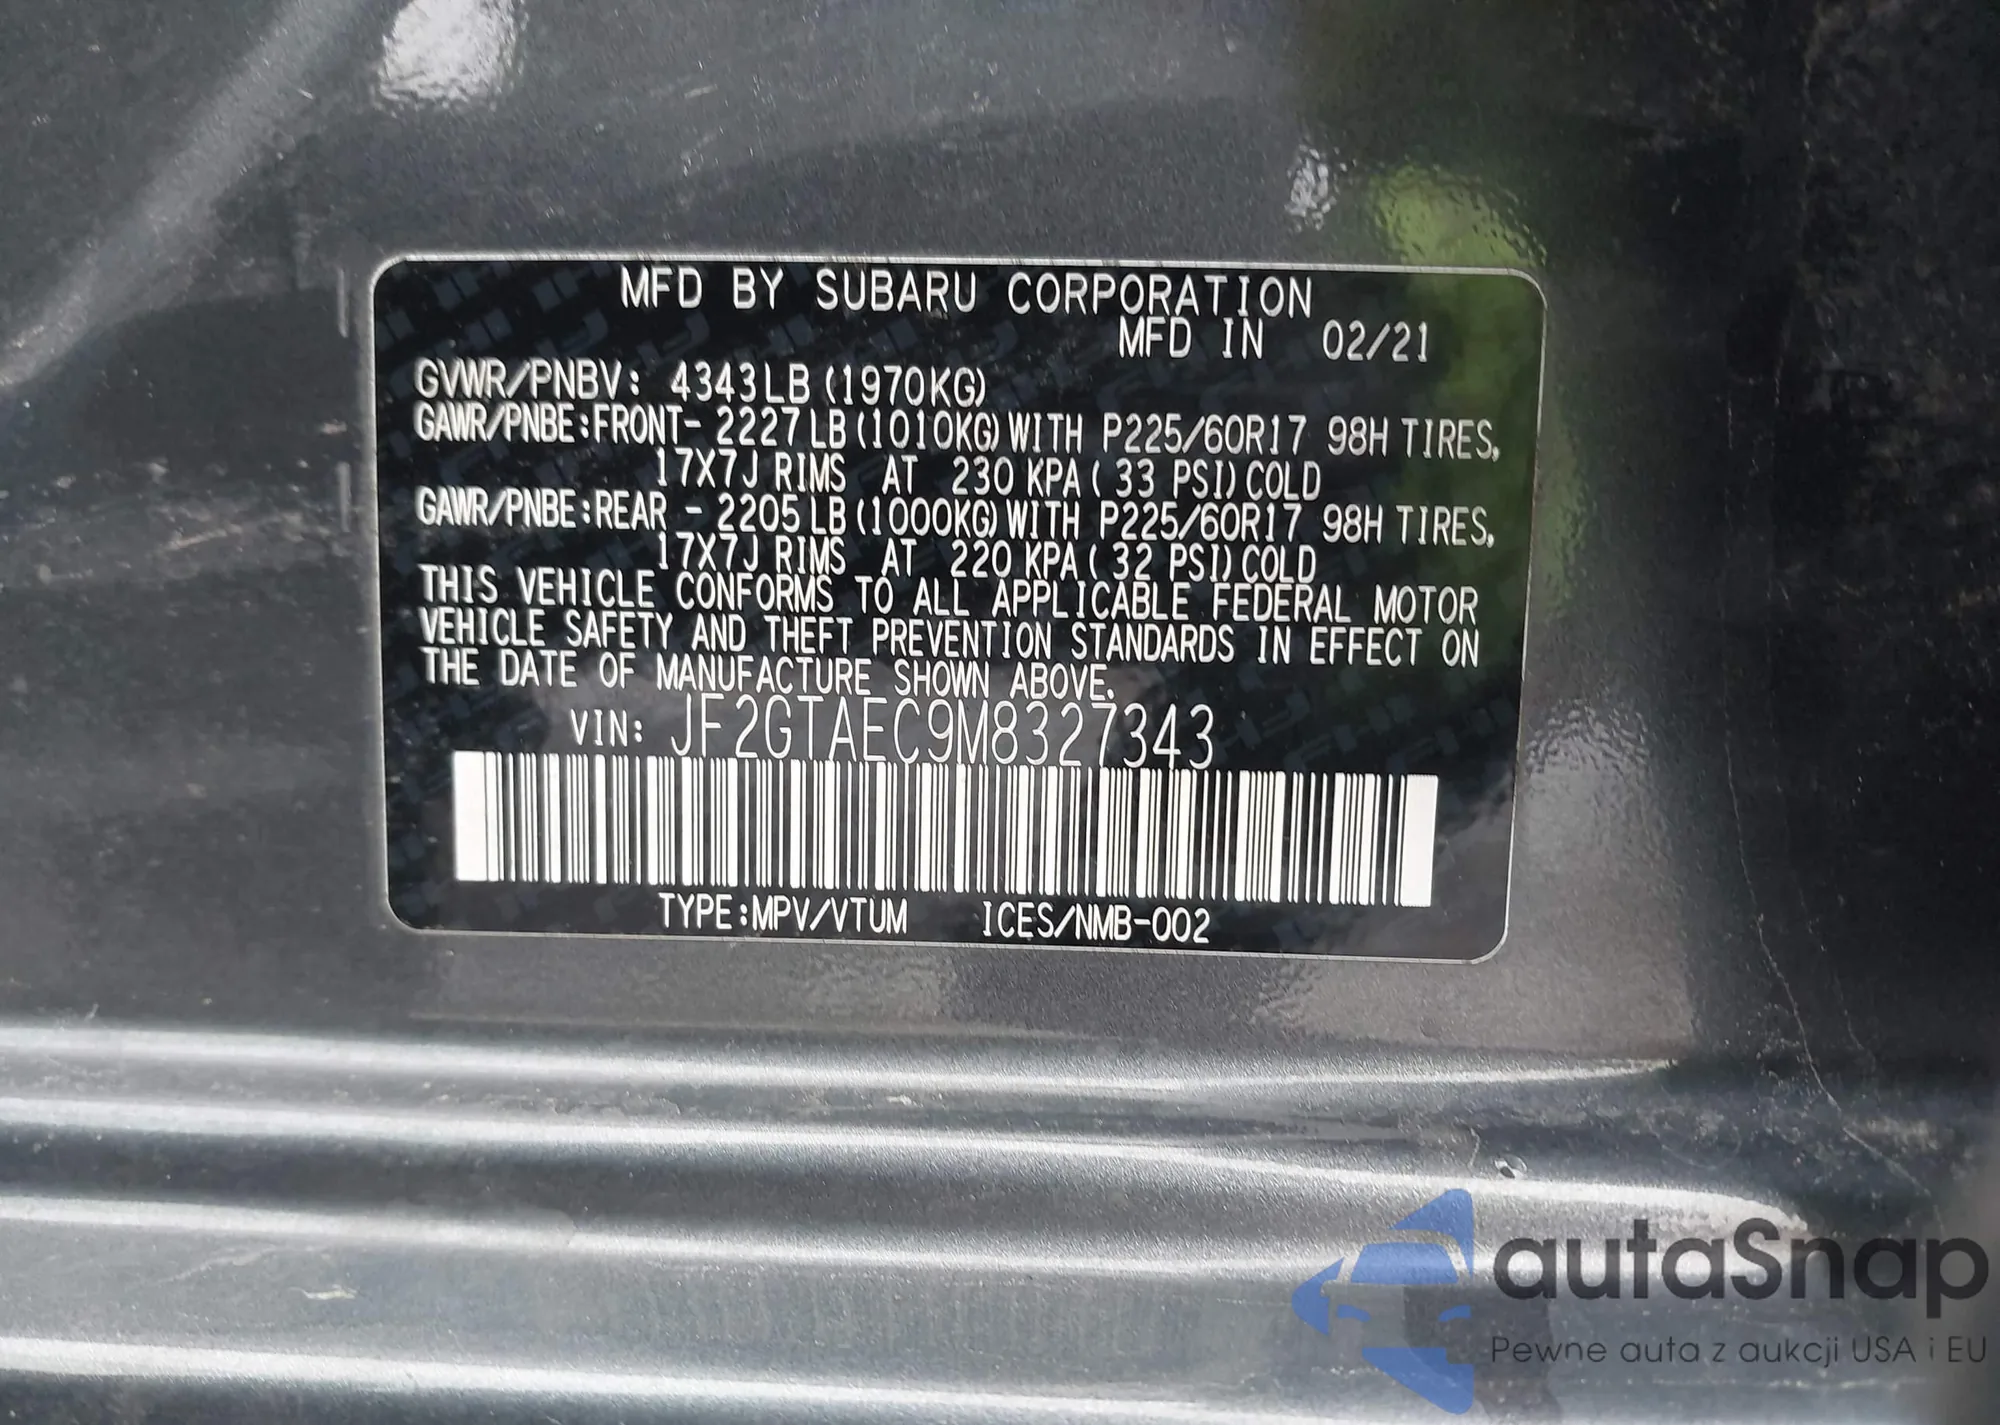 MFD BY SUBARU CORPORATION
MFD IN 02/21
GVWR/PNBV: 4343LB(1970KG)
GAWR/PNBE:FRONT- 2227LB(1010KG)WITH P225/60R17 98H TIRES,
17X7J RIMS AT 230 KPA( 33 PSI)COLD
GAWR/PNBE:REAR - 2205LB(1000KG)WITH P225/60R17 98H TIRES,
17X7J RIMS AT 220 KPA( 32 PSI)COLD
THIS VEHICLE CONFORMS TO ALL APPLICABLE FEDERAL MOTOR
VEHICLE SAFETY AND THEFT PREVENTION STANDARDS IN EFFECT ON
THE DATE OF MANUFACTURE SHOWN ABOVE.
VIN: JF2GTAEC9M8327343
TYPE:MPV/VTUM ICES/NMB-002
autaSnap
Pewne auta z aukcji USA i EU